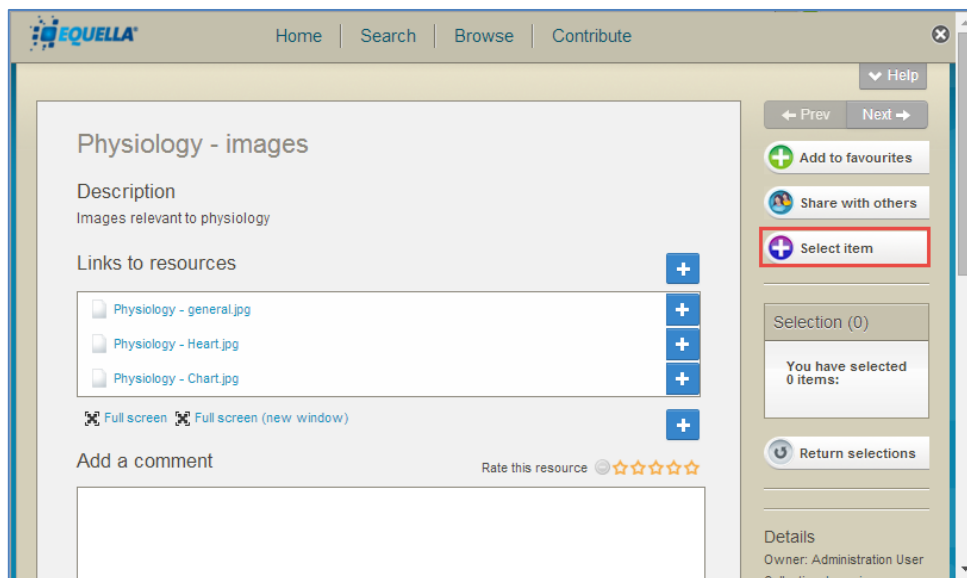 EQUELLA
Home Search Browse Contribute
Help
Prev Next
Physiology - images
Add to favourites
Description
Images relevant to physiology
Share with others
Select item
Links to resources
Physiology - general.jpg
Physiology - Heart.jpg
Physiology - Chart.jpg
Selection (0)
You have selected
0 items:
Full screen Full screen (new window)
Add a comment
Rate this resource
Return selections
Details
Owner: Administration User